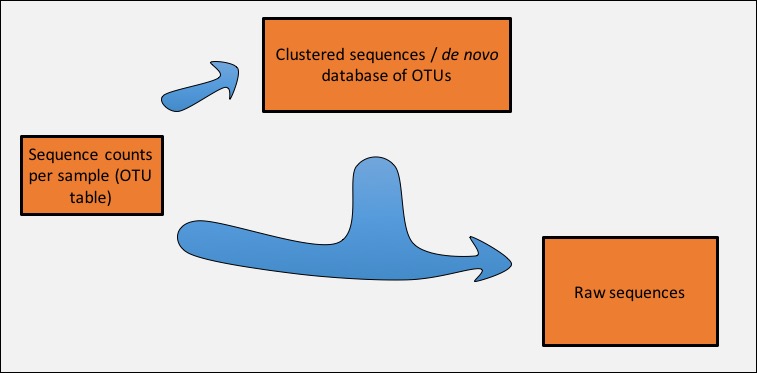 Clustered sequences / de novo
database of OTUs
Sequence counts
per sample (OTU
table)
Raw sequences